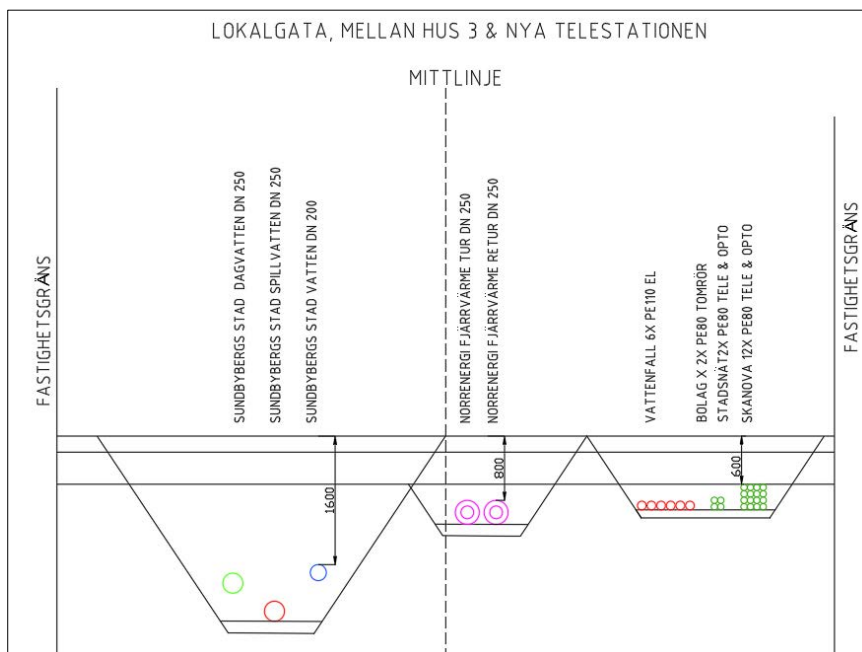 LOKALGATA, MELLAN HUS 3 & NYA TELESTATIONEN
MITTLINJE
FASTIGHETSGRÄNS
SUNDBYBERGS STAD DAGVATTEN DN 250
SUNDBYBERGS STAD SPILLVATTEN DN 250
SUNDBYBERGS STAD VATTEN DN 200
NORRENERGI FJÄRRVÄRME TUR DN 250
NORRENERGI FJÄRRVÄRME RETUR DN 250
VATTENFALL 6X PE110 EL
BOLAG X 2X PE80 TOMRÖR
STADSNÄT2X PE80 TELE & OPTO
SKANOVA 12X PE80 TELE & OPTO
FASTIGHETSGRÄNS
1600
800
600